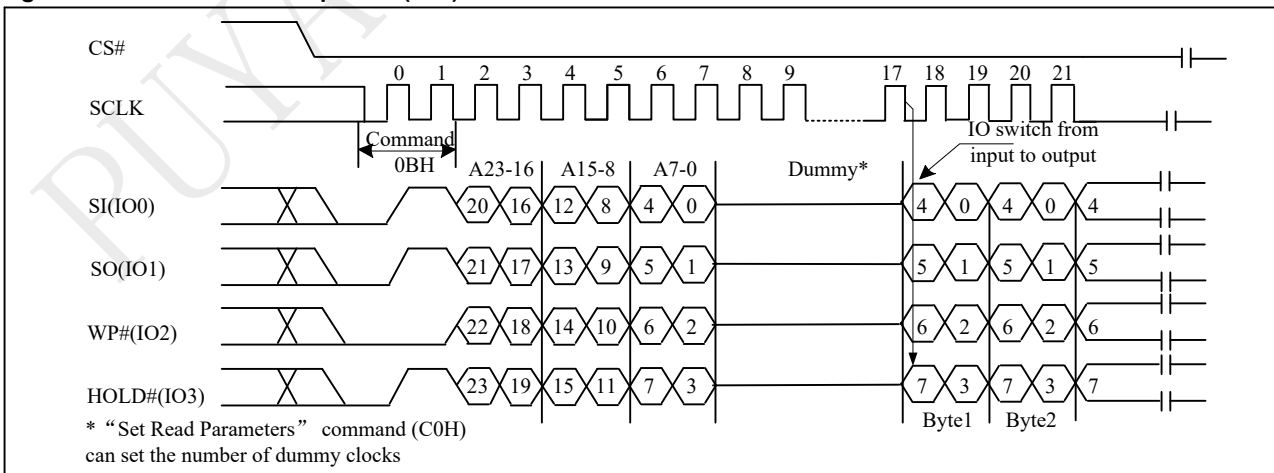 CS#
0 1 2 3 4 5 6 7 8 9 17 18 19 20 21
SCLK
Command
0BH
IO switch from
input to output
A23-16 A15-8 A7-0 Dummy*
SI(IO0) 20 16 12 8 4 0 4 0 4 0 4
SO(IO1) 21 17 13 9 5 1 5 1 5 1 5
WP#(IO2) 22 18 14 10 6 2 6 2 6 2 6
HOLD#(IO3) 23 19 15 11 7 3 7 3 7 3 7
Byte1 Byte2
* “Set Read Parameters” command (C0H)
can set the number of dummy clocks
PUYA